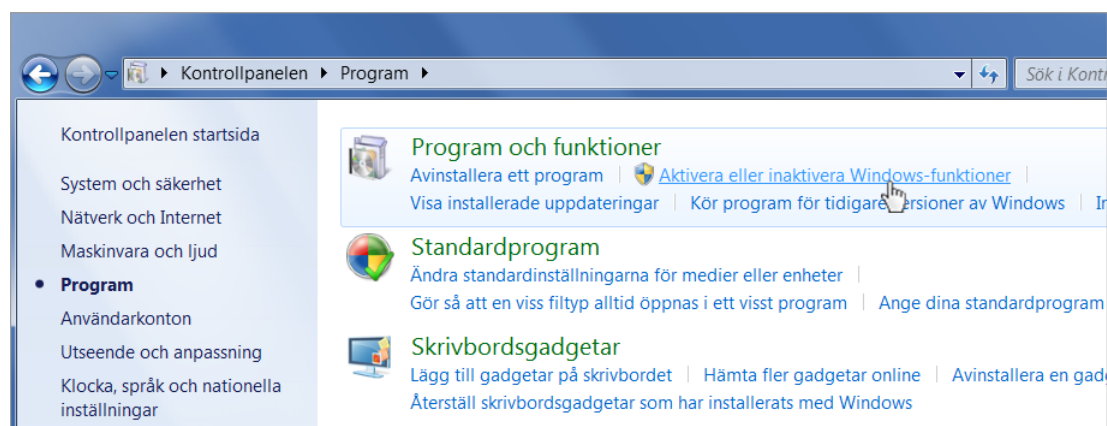 Kontrollpanelen Program
Sök i Kontr
Kontrollpanelen startsida
System och säkerhet
Nätverk och Internet
Maskinvara och ljud
Program
Användarkonton
Utseende och anpassning
Klocka, språk och nationella
inställningar
Program och funktioner
Avinstallera ett program Aktivera eller inaktivera Windows-funktioner
Visa installerade uppdateringar Kör program för tidigare versioner av Windows
Standardprogram
Ändra standardinställningarna för medier eller enheter
Gör så att en viss filtyp alltid öppnas i ett visst program Ange dina standardprogram
Skrivbordsgadgetar
Lägg till gadgetar på skrivbordet Hämta fler gadgetar online Avinstallera en
Återställ skrivbordsgadgetar som har installerats med Windows